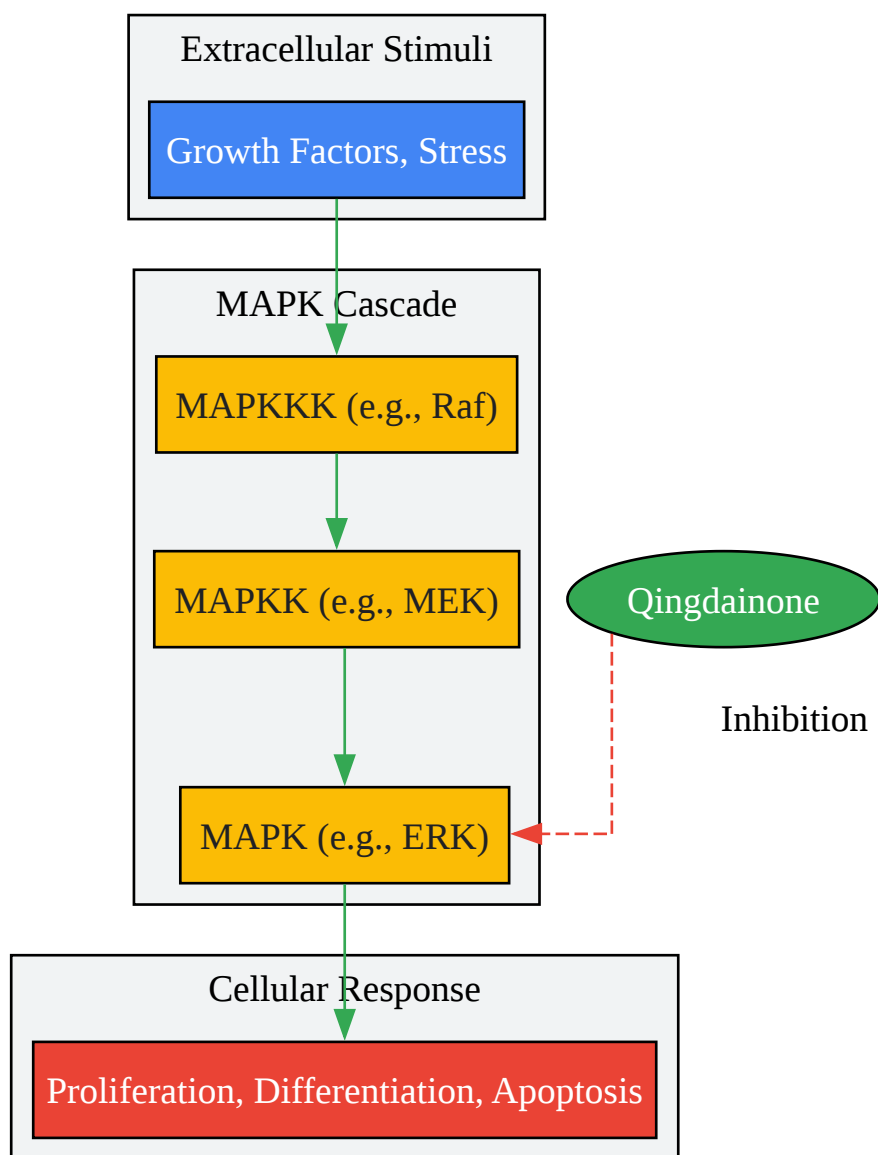 Extracellular Stimuli
Growth Factors, Stress
MAPK Cascade
MAPKKK (e.g., Raf)
MAPKK (e.g., MEK)
Qingdainone
Inhibition
MAPK (e.g., ERK)
Cellular Response
Proliferation, Differentiation, Apoptosis